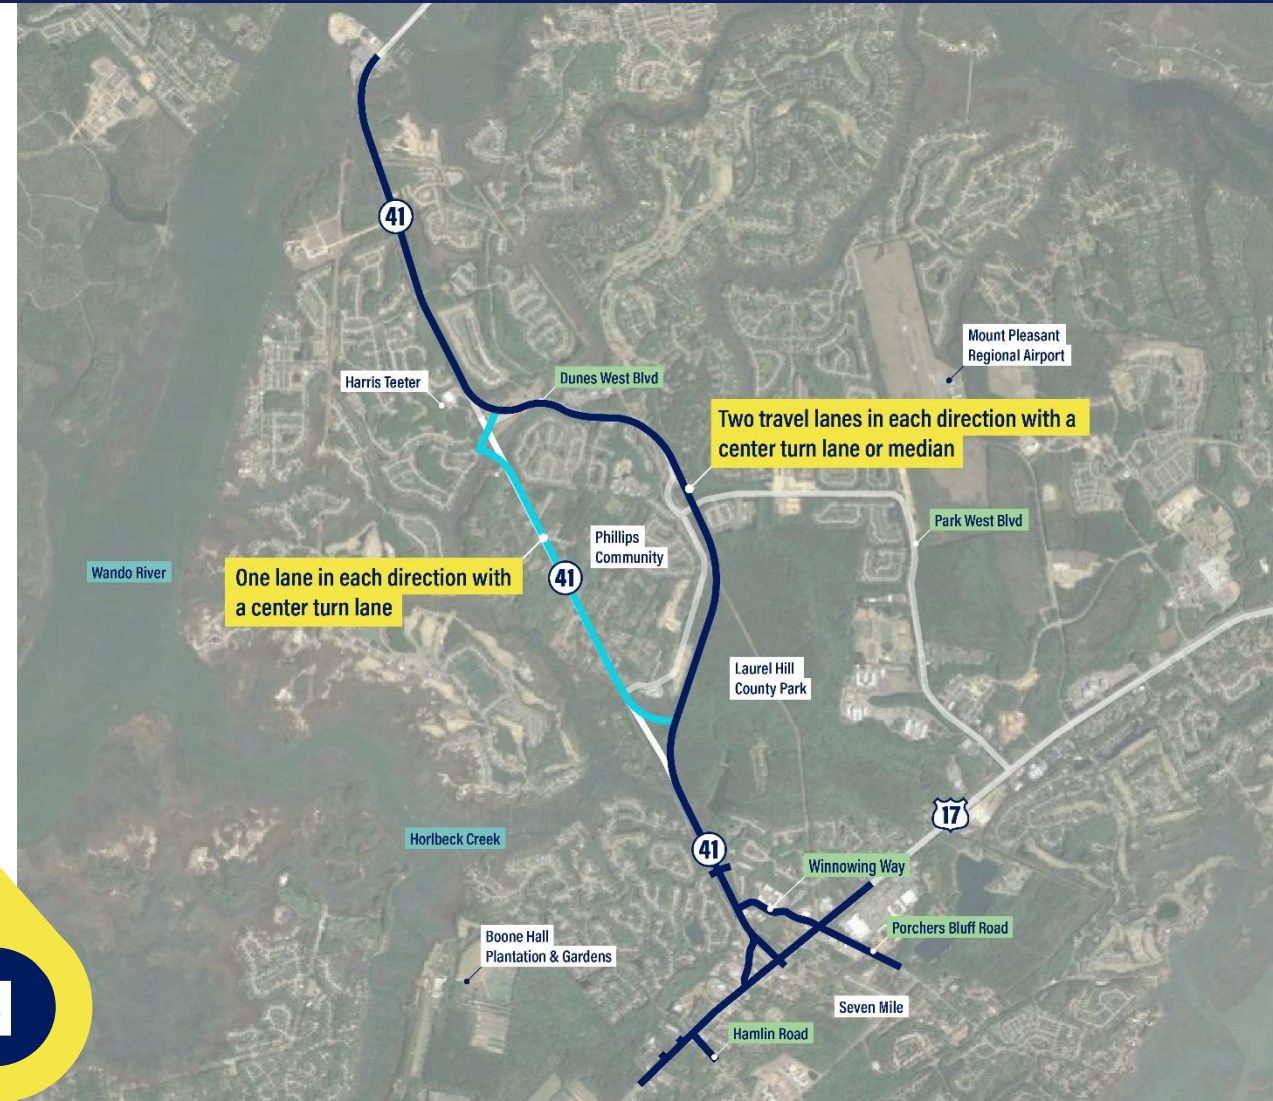 41
Mount Pleasant
Regional Airport
Harris Teeter
Dunes West Blvd
Two travel lanes in each direction with a
center turn lane or median
Park West Blvd
Phillips
Community
Wando River
One lane in each direction with
a center turn lane
41
Laurel Hill
County Park
17
Horlbeck Creek
41
Winnowing Way
Porchers Bluff Road
Boone Hall
Plantation & Gardens
Seven Mile
Hamlin Road